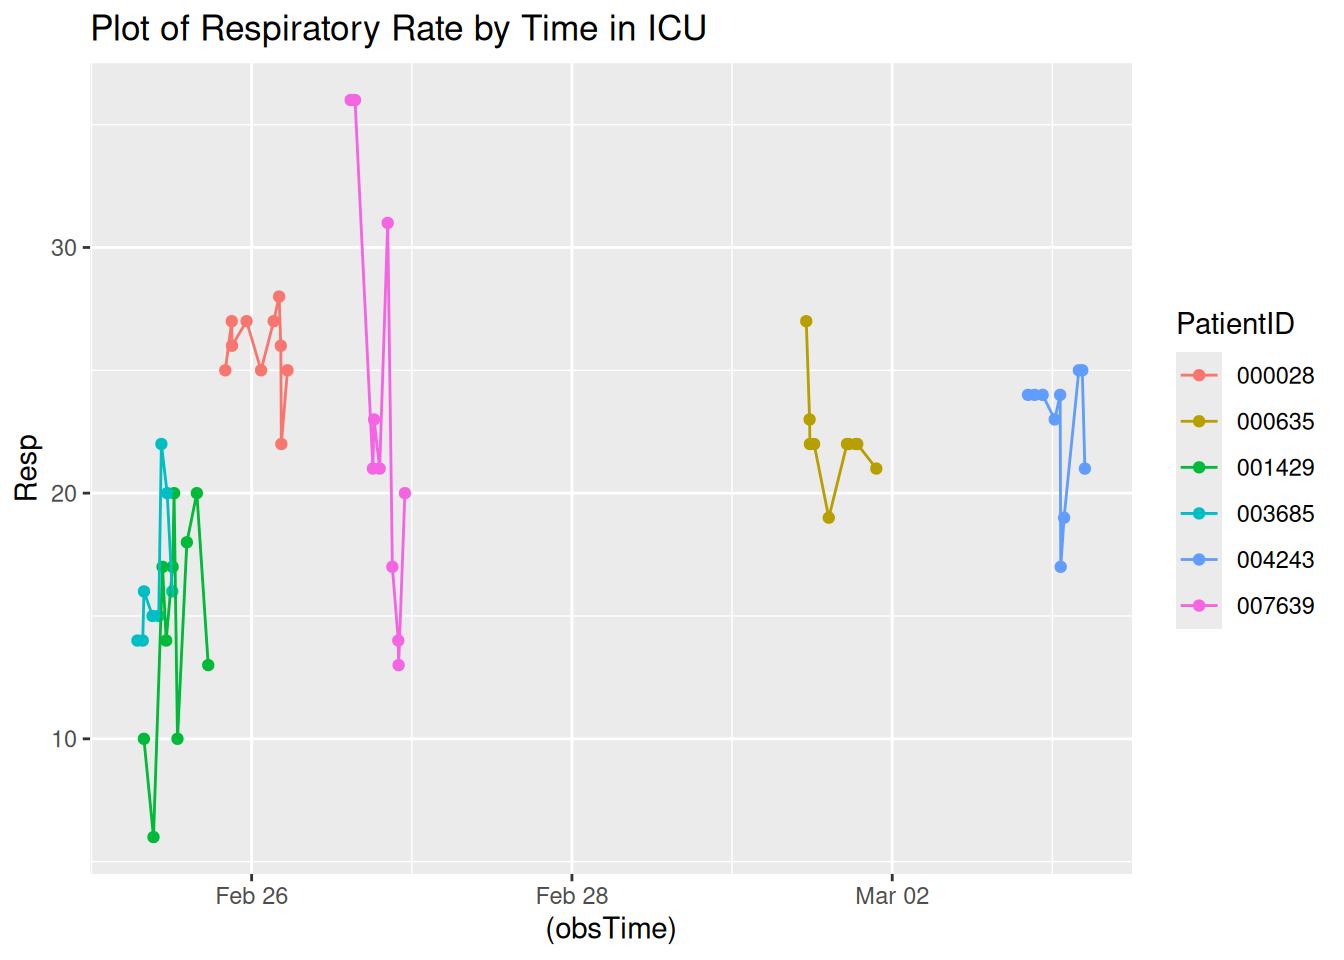 Plot of Respiratory Rate by Time in ICU
Resp
30
20
10
Feb 26
Feb 28
Mar 02
(obsTime)
PatientID
000028
000635
001429
003685
004243
007639